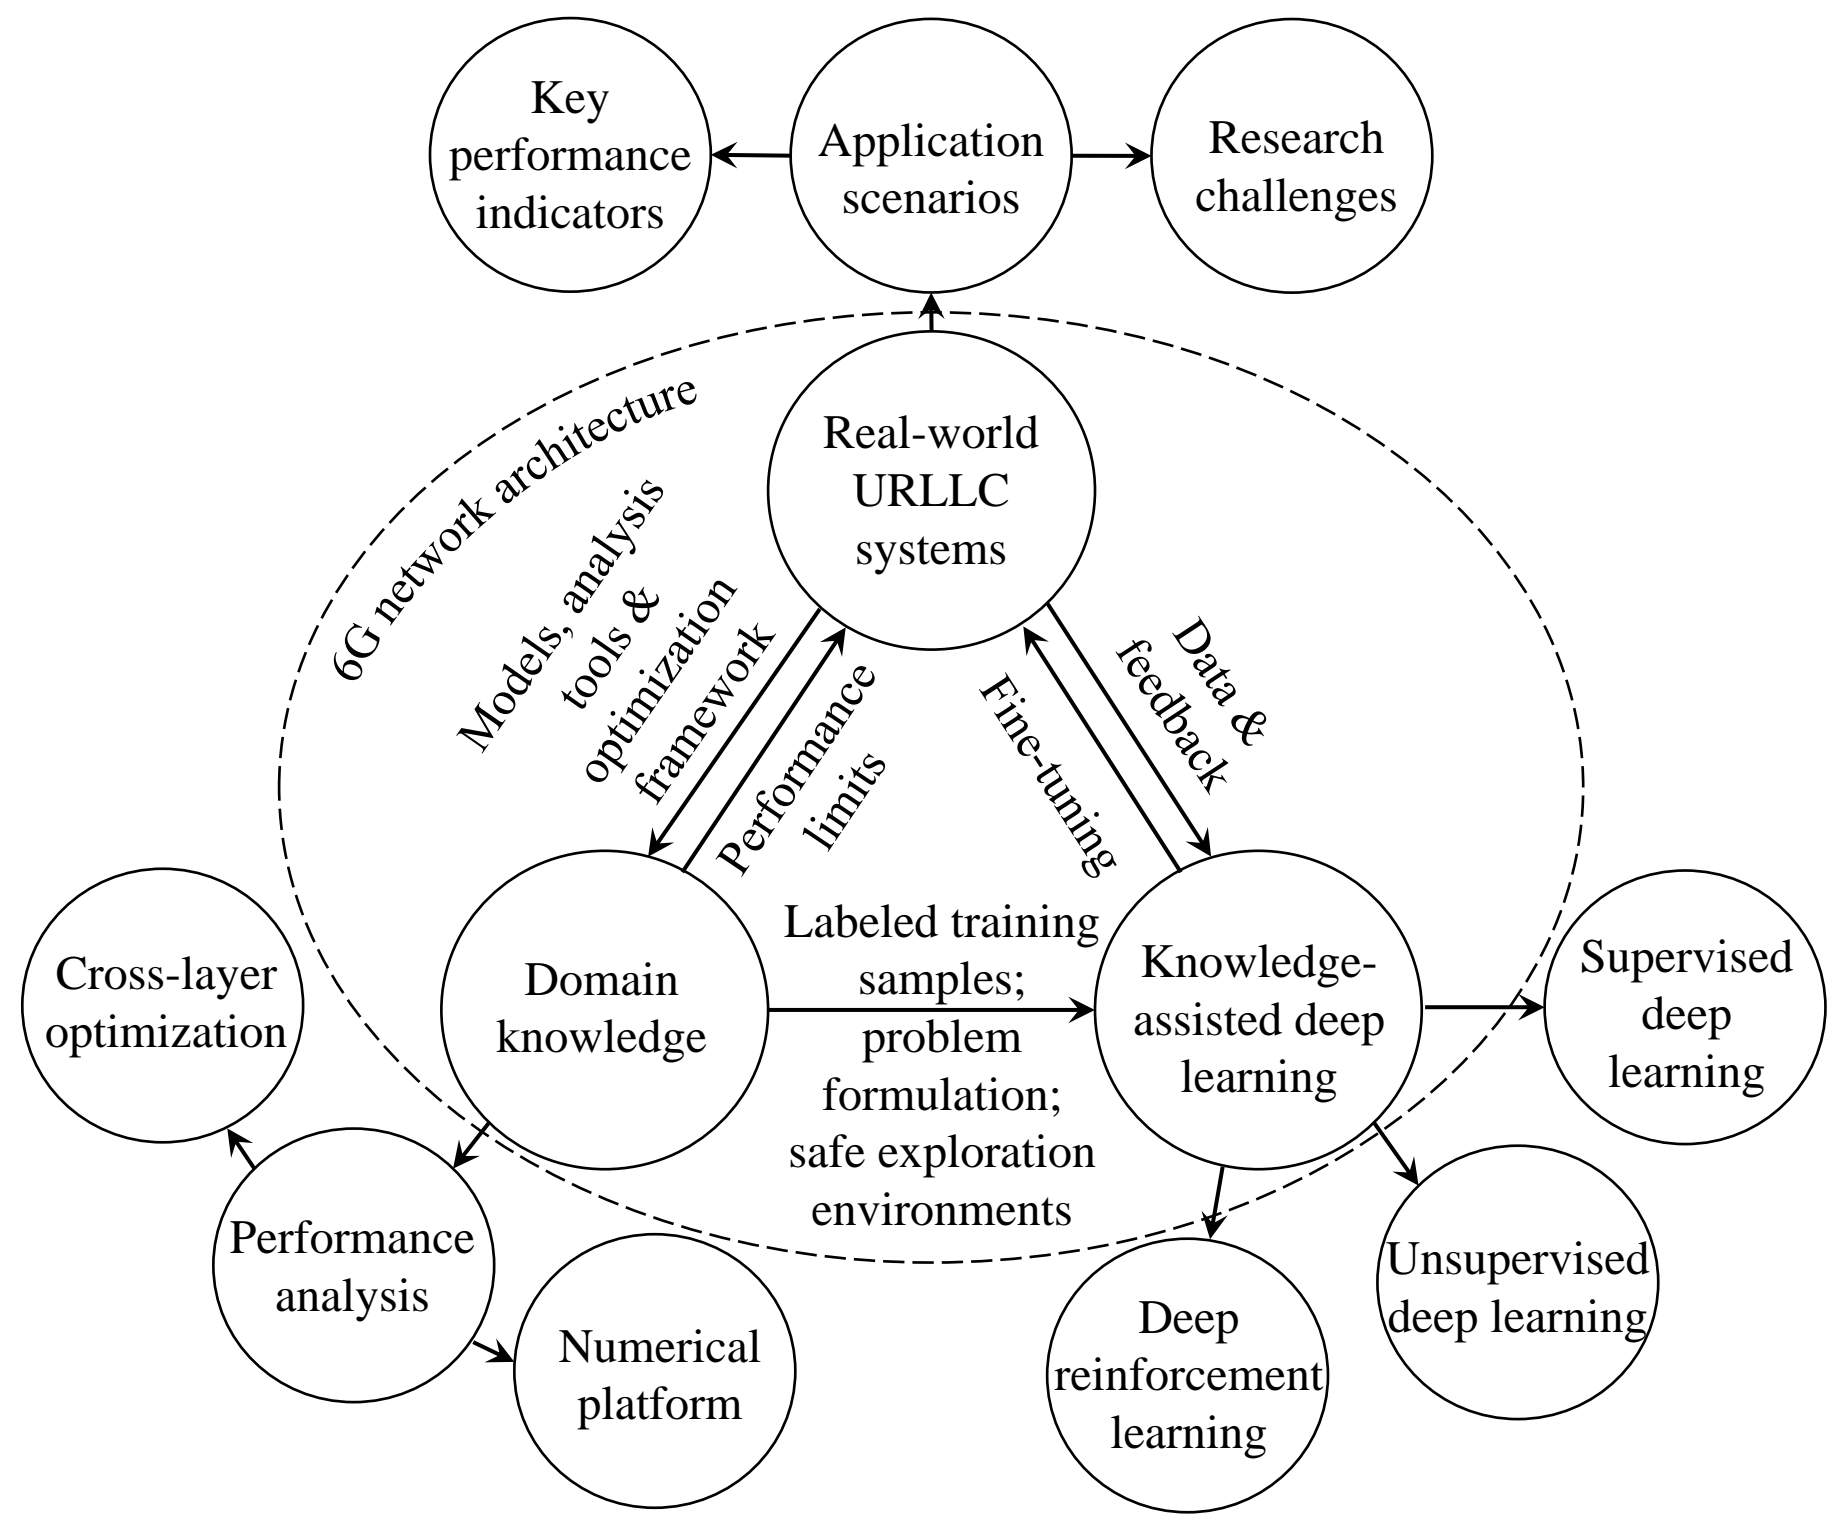 Key
performance
indicators
Application
scenarios
Research
challenges
6G network architecture
Real-world
URLLC
systems
Models, analysis
tools &
optimization
framework
Performance
limits
Fine-tuning
Data &
feedback
Labeled training
samples;
problem
formulation;
safe exploration
environments
Domain
knowledge
Knowledge-
assisted deep
learning
Cross-layer
optimization
Performance
analysis
Numerical
platform
Supervised
deep
learning
Unsupervised
deep learning
Deep
reinforcement
learning